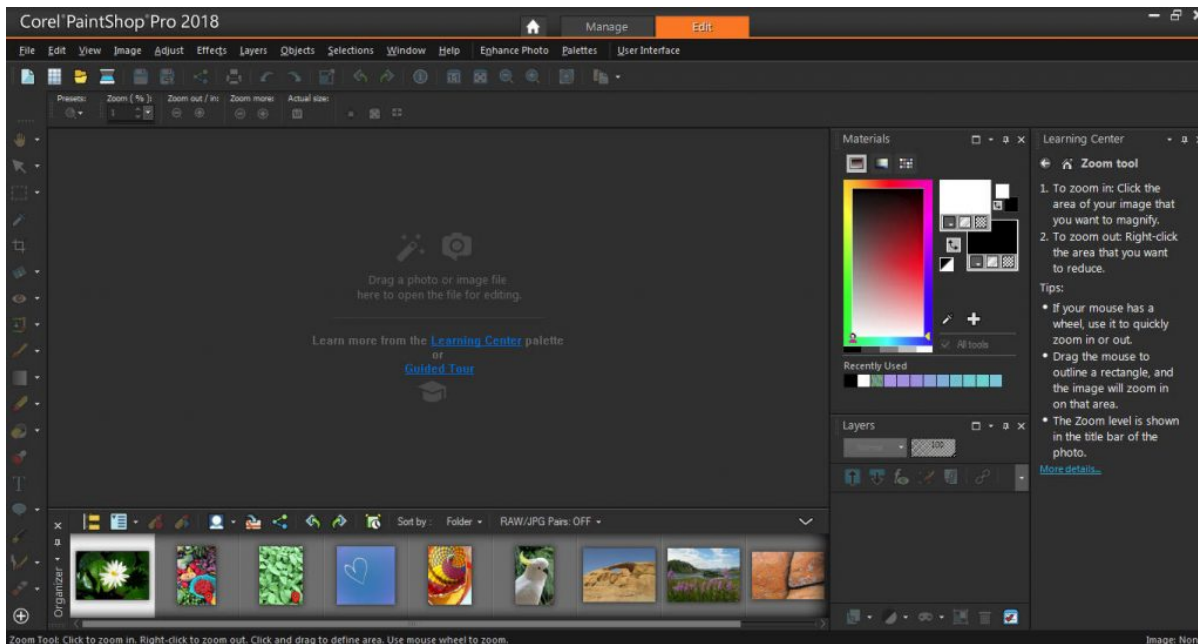 Corel PaintShop Pro 2018
Manage
Edit
File Edit View Image Adjust Effects Layers Objects Selections Window Help Enhance Photo Palettes User Interface
Presets: Zoom (%): Zoom out / in: Zoom more: Actual size:
Drag a photo or image file
here to open the file for editing.
Learn more from the Learning Center palette
or
Guided Tour
Materials
All tools
Recently Used
Layers
100
Learning Center
Zoom tool
1. To zoom in: Click the
area of your image that
you want to magnify.
2. To zoom out: Right-click
the area that you want
to reduce.
Tips:
• If your mouse has a
wheel, use it to quickly
zoom in or out.
• Drag the mouse to
outline a rectangle, and
the image will zoom in
on that area.
• The Zoom level is shown
in the title bar of the
photo.
More details...
Organizer
Sort by : Folder RAW/JPG Pairs: OFF
Zoom Tool: Click to zoom in. Right-click to zoom out. Click and drag to define area. Use mouse wheel to zoom.
Image: None